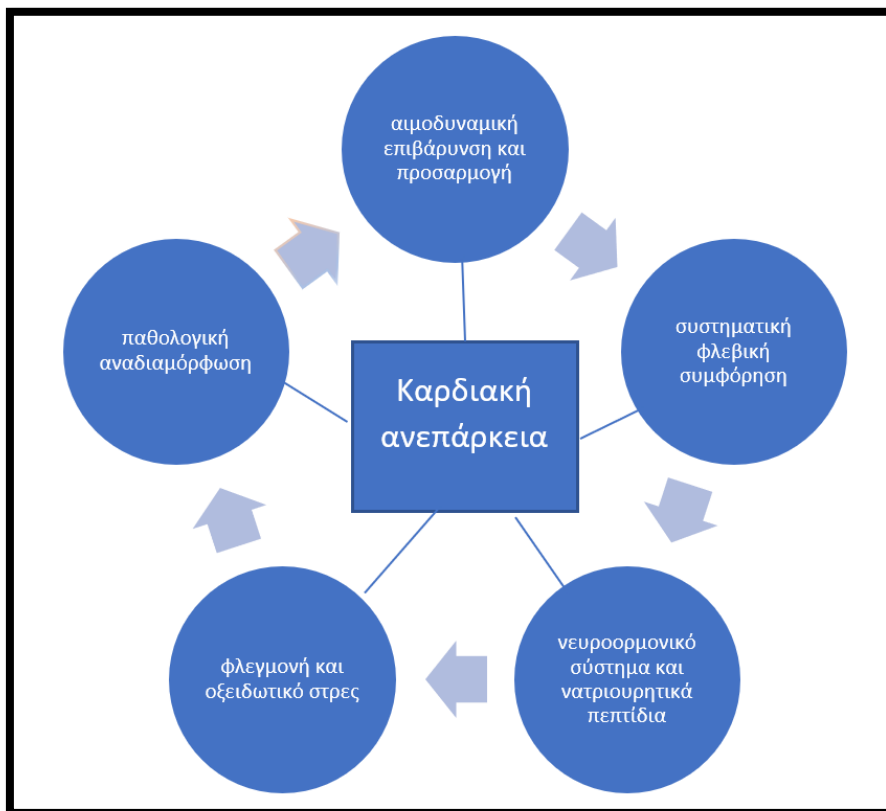 αιμοδυναμική
επιβάρυνση και
προσαρμογή
συστηματική
φλεβική
συμφόρηση
νευροορμονικό
σύστημα και
νατριουρητικά
πεπτίδια
φλεγμονή και
οξειδωτικό στρες
παθολογική
αναδιαμόρφωση
Καρδιακή
ανεπάρκεια